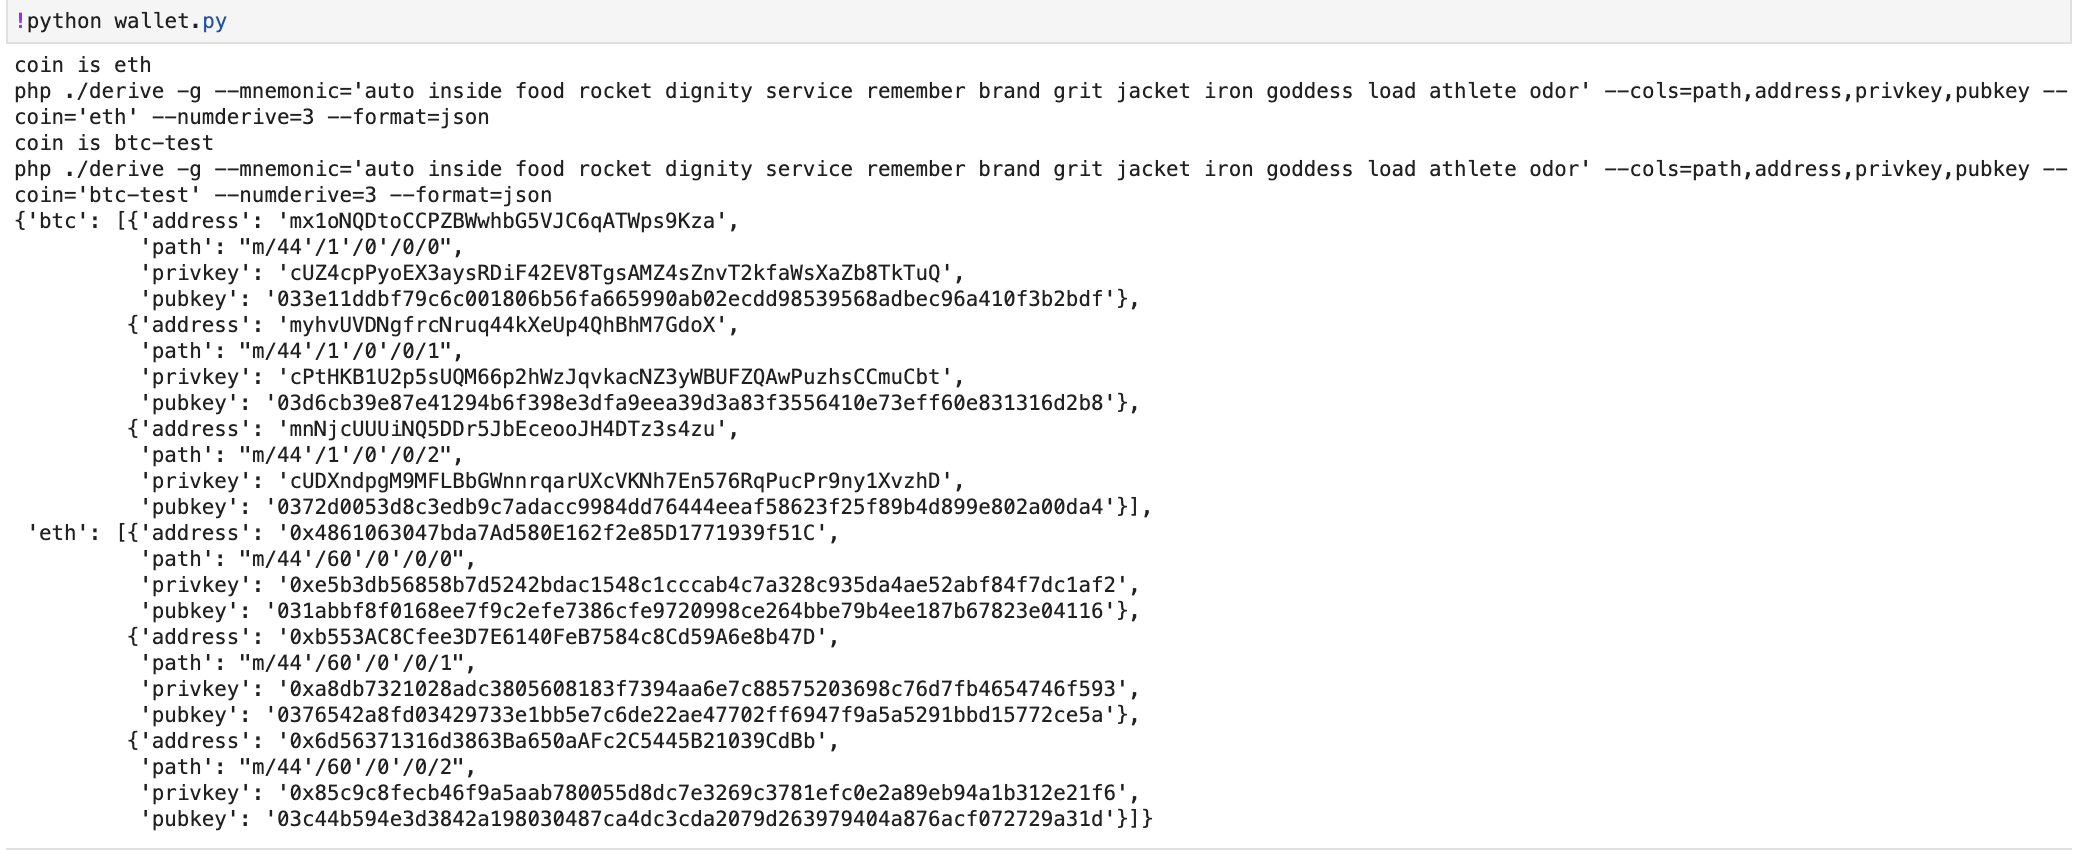 !python wallet.py
coin is eth
php ./derive -g --mnemonic='auto inside food rocket dignity service remember brand grit jacket iron goddess load athlete odor' --cols=path,address,privkey,pubkey --
coin='eth' --numderive=3 --format=json
coin is btc-test
php ./derive -g --mnemonic='auto inside food rocket dignity service remember brand grit jacket iron goddess load athlete odor' --cols=path,address,privkey,pubkey --
coin='btc-test' --numderive=3 --format=json
{'btc': [{'address': 'mx1oNQDtoCCPZBWwhbG5VJC6qATWps9Kza',
'path': "m/44'/1'/0'/0/0",
'privkey': 'cUZ4cpPyoEX3aysRDiF42EV8TgsAMZ4sZnvT2kfaWsXaZb8TkTuQ',
'pubkey': '033e11ddbf79c6c001806b56fa665990ab02ecdd98539568adbec96a410f3b2bdf'},
{'address': 'myhvUVDNgfrcNruq44kXeUp4QhBhM7GdoX',
'path': "m/44'/1'/0'/0/1",
'privkey': 'cPtHKB1U2p5sUQM66p2hWzJqvkacNZ3yWBUFZQAwPuzhsCCmuCbt',
'pubkey': '03d6cb39e87e41294b6f398e3dfa9eea39d3a83f3556410e73eff60e831316d2b8'},
{'address': 'mnNjcUUUiNQ5DDr5JbEceooJH4DTz3s4zu',
'path': "m/44'/1'/0'/0/2",
'privkey': 'cUDXndpgM9MFLBbGWnnrqarUXcVKNh7En576RqPucPr9ny1XvzhD',
'pubkey': '0372d0053d8c3edb9c7adacc9984dd76444eeaf58623f25f89b4d899e802a00da4'}],
'eth': [{'address': '0x4861063047bda7Ad580E162f2e85D1771939f51C',
'path': "m/44'/60'/0'/0/0",
'privkey': '0xe5b3db56858b7d5242bdac1548c1cccab4c7a328c935da4ae52abf84f7dc1af2',
'pubkey': '031abbf8f0168ee7f9c2efe7386cfe9720998ce264bbe79b4ee187b67823e04116'},
{'address': '0xb553AC8Cfee3D7E6140FeB7584c8Cd59A6e8b47D',
'path': "m/44'/60'/0'/0/1",
'privkey': '0xa8db7321028adc3805608183f7394aa6e7c88575203698c76d7fb4654746f593',
'pubkey': '0376542a8fd03429733e1bb5e7c6de22ae47702ff6947f9a5a5291bbd15772ce5a'},
{'address': '0x6d56371316d3863Ba650aAFc2C5445B21039CdBb',
'path': "m/44'/60'/0'/0/2",
'privkey': '0x85c9c8fecb46f9a5aab780055d8dc7e3269c3781efc0e2a89eb94a1b312e21f6',
'pubkey': '03c44b594e3d3842a198030487ca4dc3cda2079d263979404a876acf072729a31d'}]}